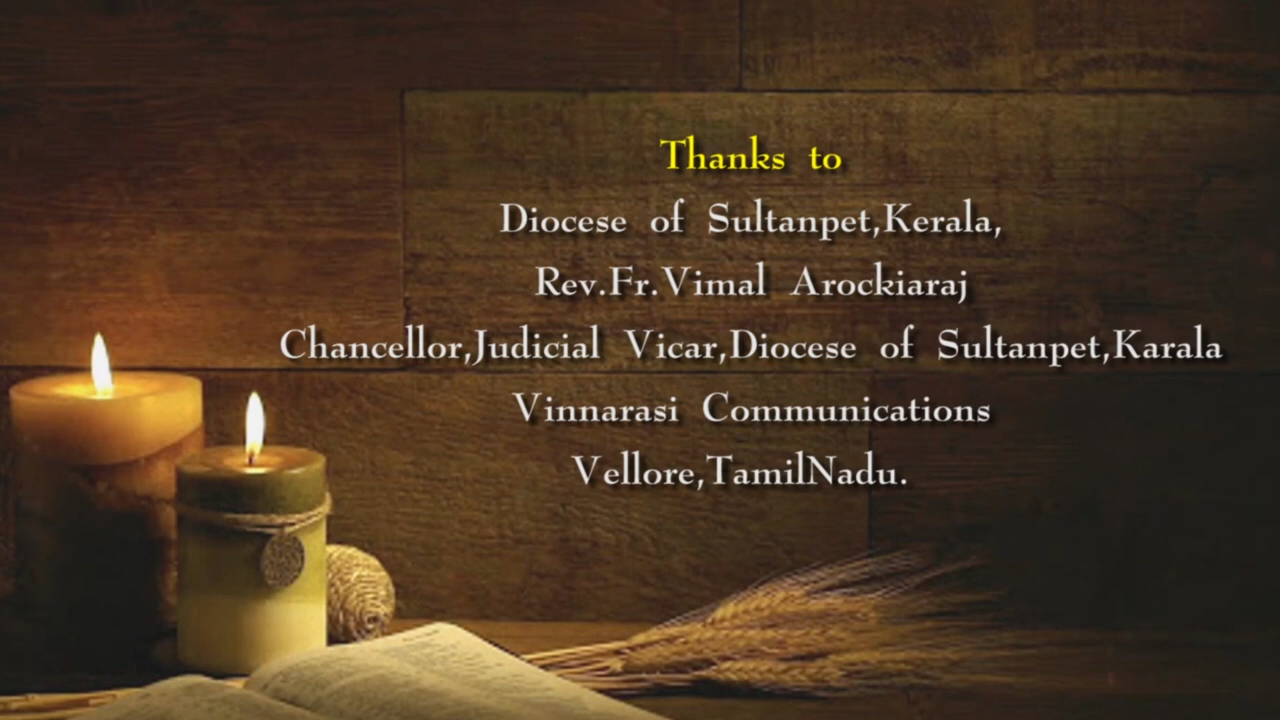 Thanks to
Diocese of Sultanpet,Kerala,
Rev.Fr.Vimal Arockiaraj
Chancellor,Judicial Vicar,Diocese of Sultanpet,Karala
Vinnarasi Communications
Vellore,TamilNadu.